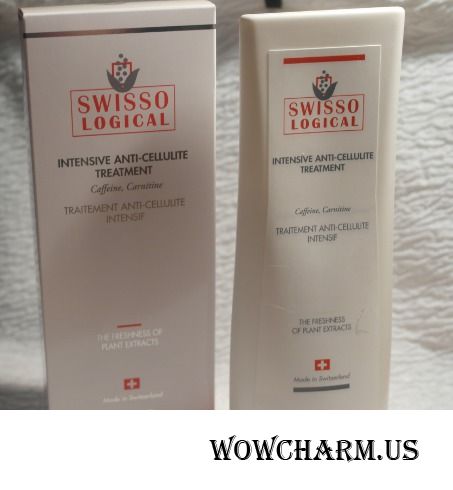 SWISSO
LOGICAL
INTENSIVE ANTI-CELLULITE
TREATMENT
Caffeine, Carnitine
TRAITEMENT ANTI-CELLULITE
INTENSIF
THE FRESHNESS OF
PLANT EXTRACTS
Made in Switzerland
SWISSO
LOGICAL
INTENSIVE ANTI-CELLULITE
TREATMENT
Caffeine, Carnitine
TRAITEMENT ANTI-CELLULITE
INTENSIF
THE FRESHNESS
OF PLANT EXTRACTS
Made in Switzerland
WOWCHARM.US